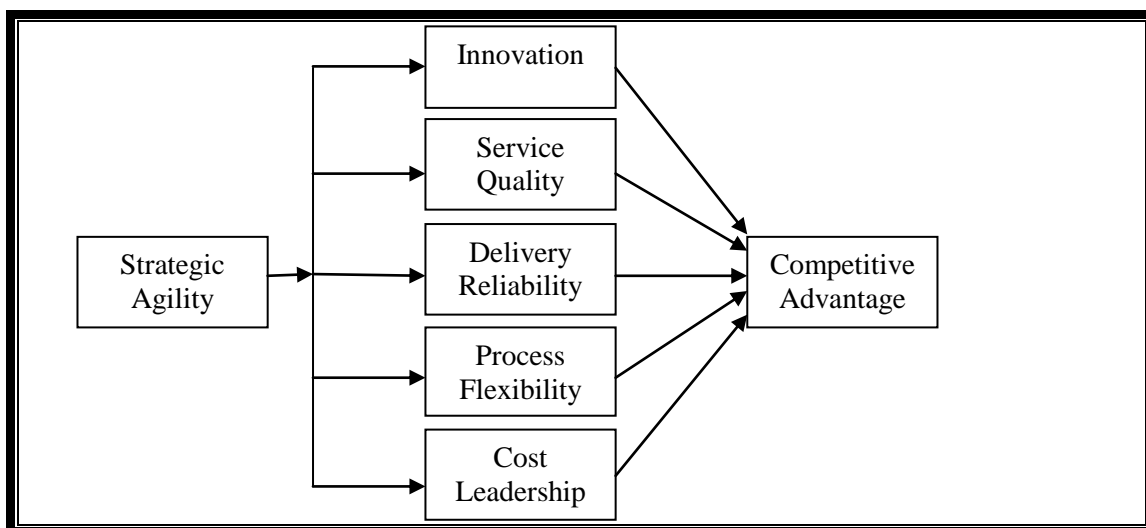 Innovation
Service
Quality
Strategic
Agility
Delivery
Reliability
Competitive
Advantage
Process
Flexibility
Cost
Leadership